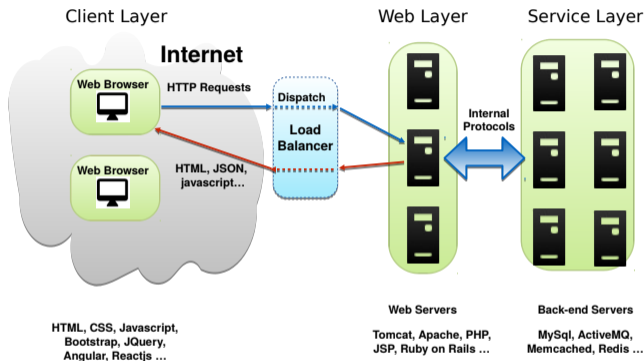 Client Layer
Web Layer
Service Layer
Internet
Web Browser
HTTP Requests
Dispatch
Load
Balancer
Internal
Protocols
HTML, JSON,
javascript...
Web Browser
Web Servers
Back-end Servers
HTML, CSS, Javascript,
Bootstrap, JQuery,
Angular, Reactjs ...
Tomcat, Apache, PHP,
JSP, Ruby on Rails ...
MySql, ActiveMQ,
Memcached, Redis ...